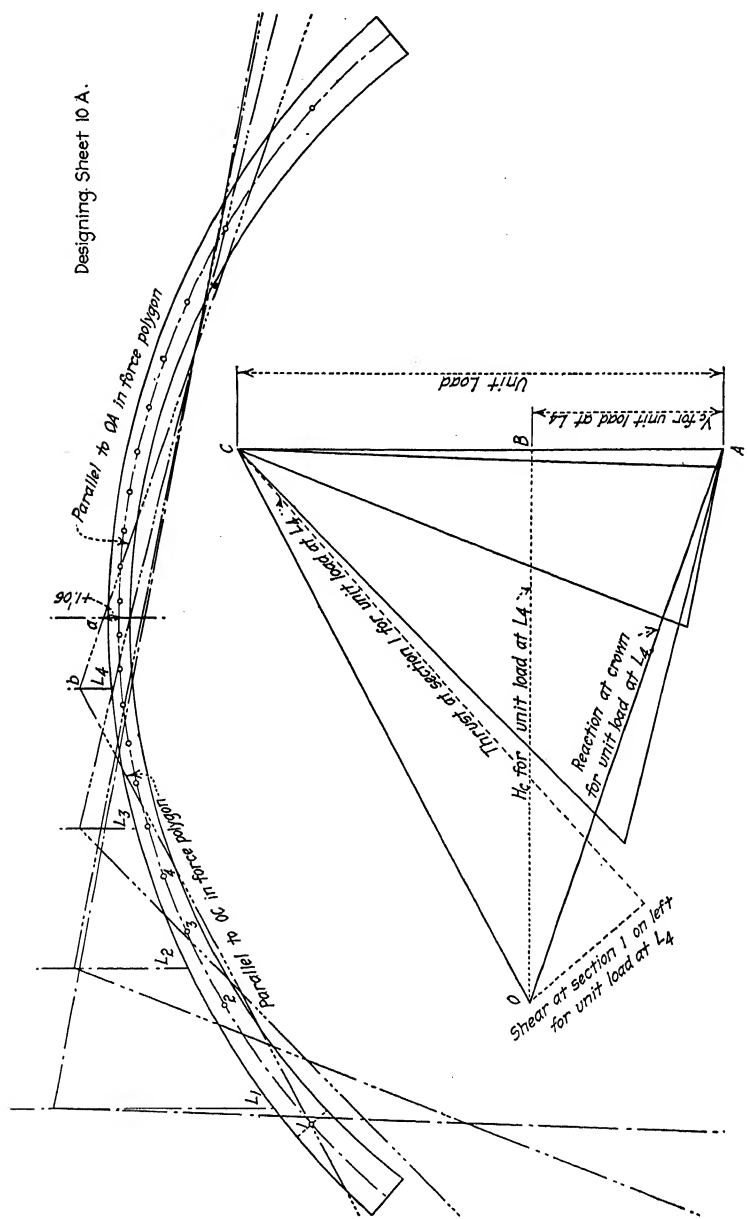 Designing Sheet 10 A.
Parallel to OA in force polygon
+1.'06
a
b
L4
L3
L2
L1
4
3
2
1
Parallel to OC in force polygon
C
Unit Load
B
Vc for unit load at L4
A
Thrust at section 1 for unit load at L4
Hc for unit load at L4
Reaction at crown
for unit load at L4
O
Shear at section 1 on left
for unit load at L4